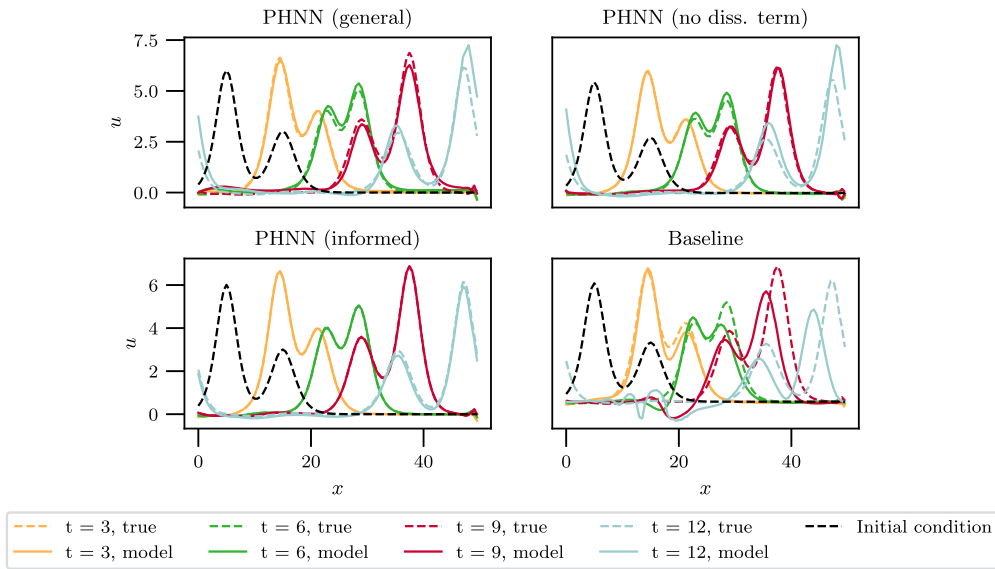 PHNN (general)
PHNN (no diss. term)
7.5
5.0
2.5
0.0
u
PHNN (informed)
Baseline
6
4
2
0
u
0
20
40
0
20
40
x
x
t = 3, true
t = 6, true
t = 9, true
t = 12, true
Initial condition
t = 3, model
t = 6, model
t = 9, model
t = 12, model